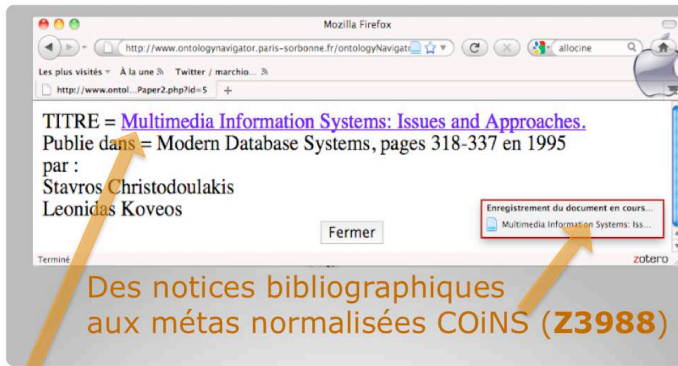 Mozilla Firefox
http://www.ontologynavigator.paris-sorbonne.fr/ontologyNavigat
allocine
Les plus visités À la une Twitter / marchio...
http://www.ontol...Paper2.php?id=5 +
TITRE = Multimedia Information Systems: Issues and Approaches.
Publie dans = Modern Database Systems, pages 318-337 en 1995
par :
Stavros Christodoulakis
Leonidas Koveos
Enregistrement du document en cours...
Multimedia Information Systems: Iss...
Fermer
Terminé
zotero
Des notices bibliographiques
aux métas normalisées COiNS (Z3988)